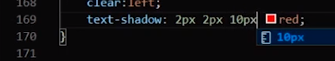 168 clear:left;
169 text-shadow: 2px 2px 10px red;
170 }
10px
171